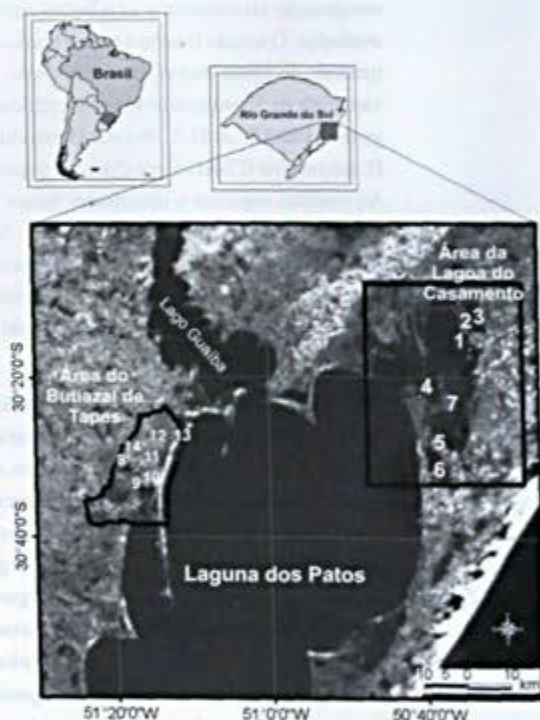 Brasil
Rio Grande do Sul
Área da
Lagoa do
Casamento
2 3
1
4
7
5
6
Lago Guaíba
Área do
Butiazal de
Tapes
12 13
14
11
8
10
9
Laguna dos Patos
30°20'0"S
30°40'0"S
10 5 0 10
km
51°20'0"W 51°0'0"W 50°40'0"W